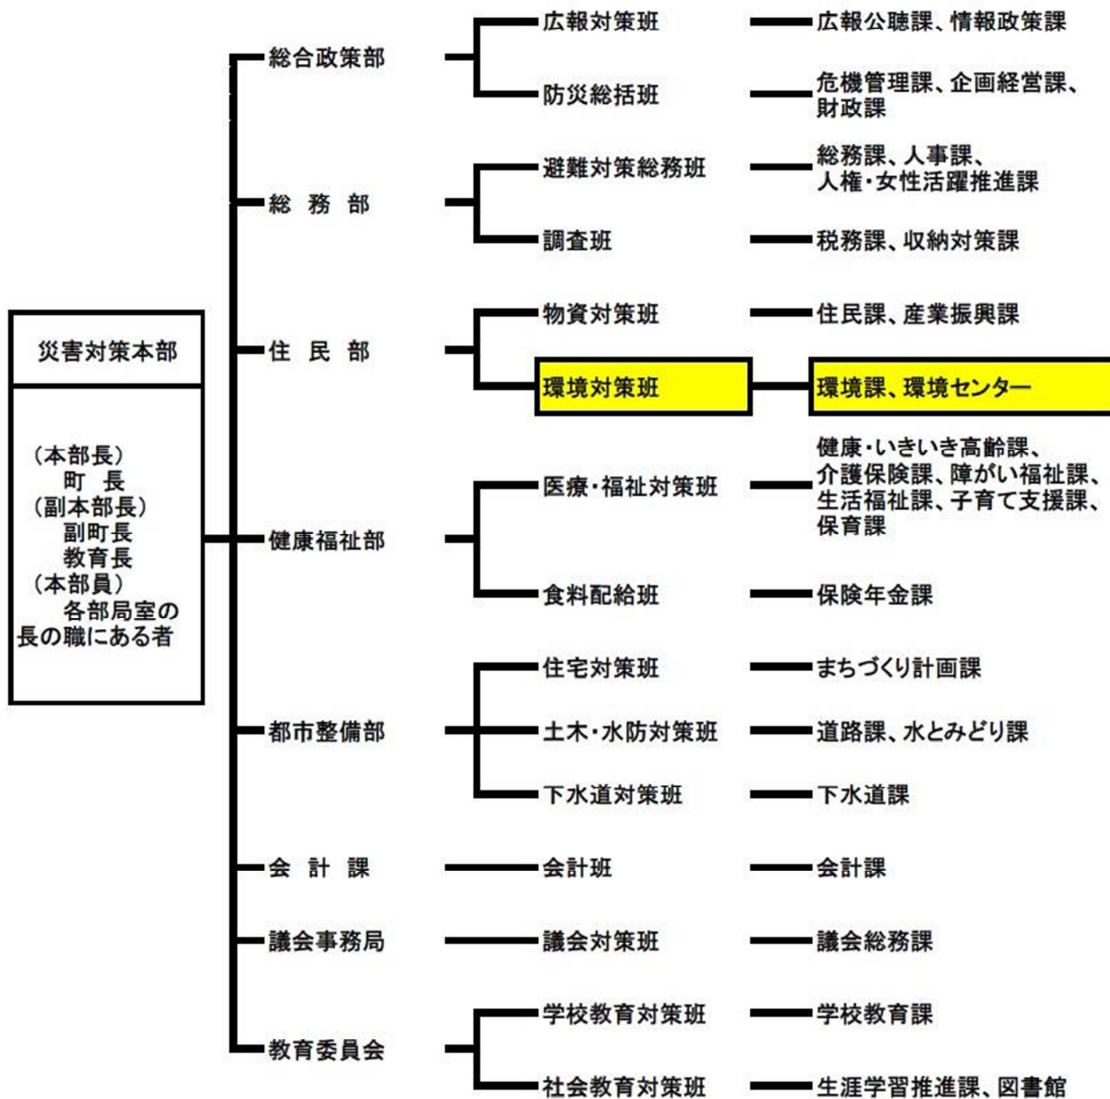 災害対策本部
(本部長)
町 長
(副本部長)
副町長
教育長
(本部員)
各部局室の
長の職にある者
総合政策部
広報対策班
広報公聴課、情報政策課
防災総括班
危機管理課、企画経営課、
財政課
総 務 部
避難対策総務班
総務課、人事課、
人権・女性活躍推進課
調査班
税務課、収納対策課
住 民 部
物資対策班
住民課、産業振興課
環境対策班
環境課、環境センター
健康福祉部
医療・福祉対策班
健康・いきいき高齢課、
介護保険課、障がい福祉課、
生活福祉課、子育て支援課、
保育課
食料配給班
保険年金課
都市整備部
住宅対策班
まちづくり計画課
土木・水防対策班
道路課、水とみどり課
下水道対策班
下水道課
会 計 課
会計班
会計課
議会事務局
議会対策班
議会総務課
教育委員会
学校教育対策班
学校教育課
社会教育対策班
生涯学習推進課、図書館